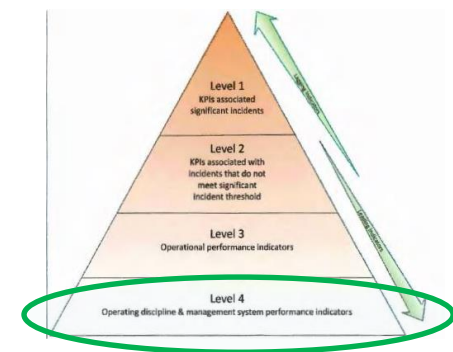 Level 1
KPIs associated
significant incidents
Lagging Indicators
Level 2
KPIs associated with
incidents that do not
meet significant
incident threshold
Leading Indicators
Level 3
Operational performance indicators
Level 4
Operating discipline & management system performance indicators